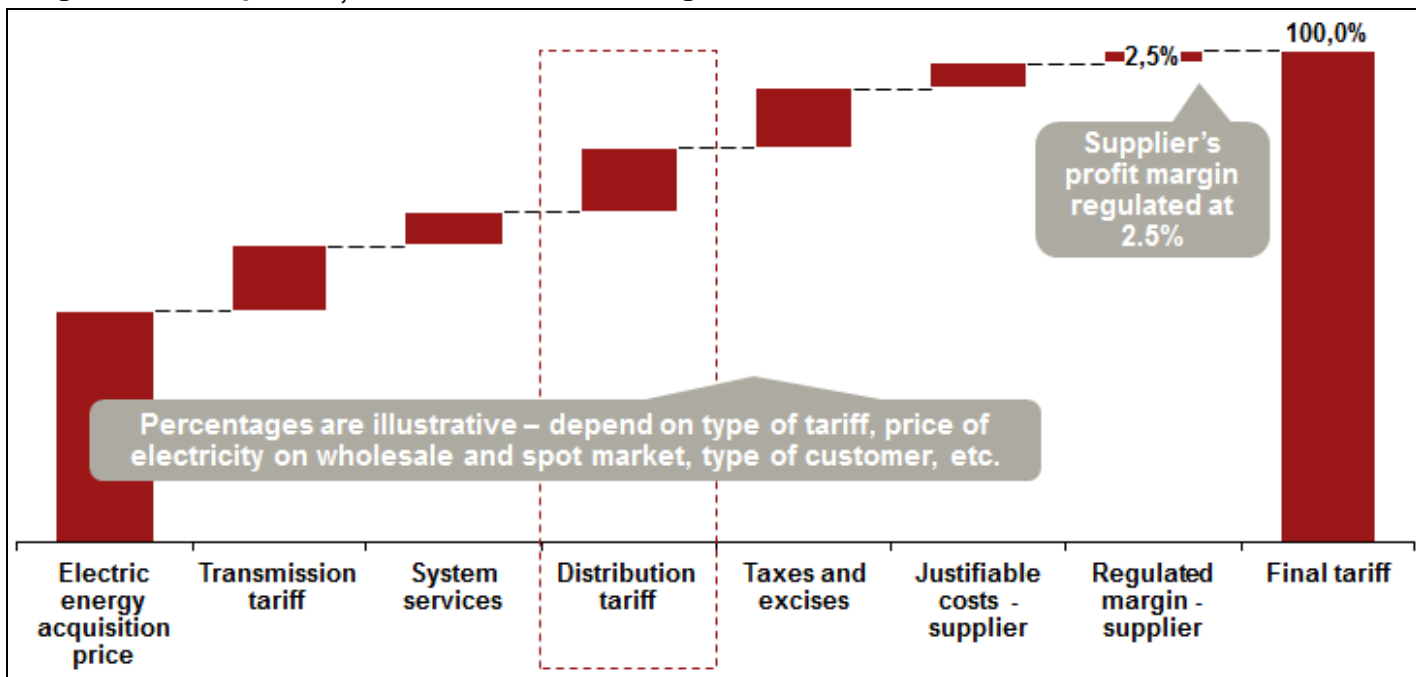 100,0%
2,5%
Supplier’s
profit margin
regulated at
2.5%
Percentages are illustrative – depend on type of tariff, price of
electricity on wholesale and spot market, type of customer, etc.
Electric
energy
acquisition
price
Transmission
tariff
System
services
Distribution
tariff
Taxes and
excises
Justifiable
costs -
supplier
Regulated
margin -
supplier
Final tariff